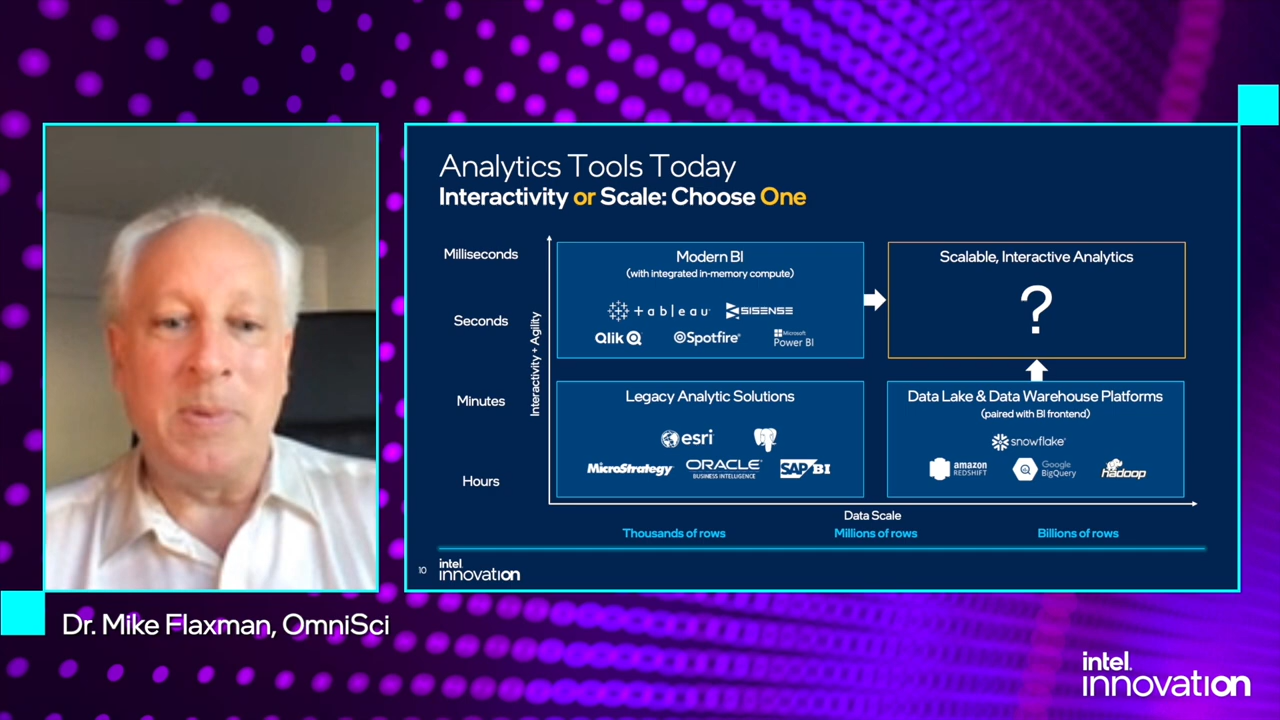 Analytics Tools Today
Interactivity or Scale: Choose One
Milliseconds
Seconds
Minutes
Hours
Interactivity + Agility
Modern BI
(with integrated in-memory compute)
+ableau
SISENSE
Qlik
Spotfire®
Microsoft
Power BI
Scalable, Interactive Analytics
?
Legacy Analytic Solutions
esri
MicroStrategy
ORACLE
BUSINESS INTELLIGENCE
SAP BI
Data Lake & Data Warehouse Platforms
(paired with BI frontend)
snowflake®
amazon
REDSHIFT
Google
BigQuery
hadoop
Data Scale
Thousands of rows
Millions of rows
Billions of rows
10
intel.
innovation
Dr. Mike Flaxman, OmniSci
intel.
innovation